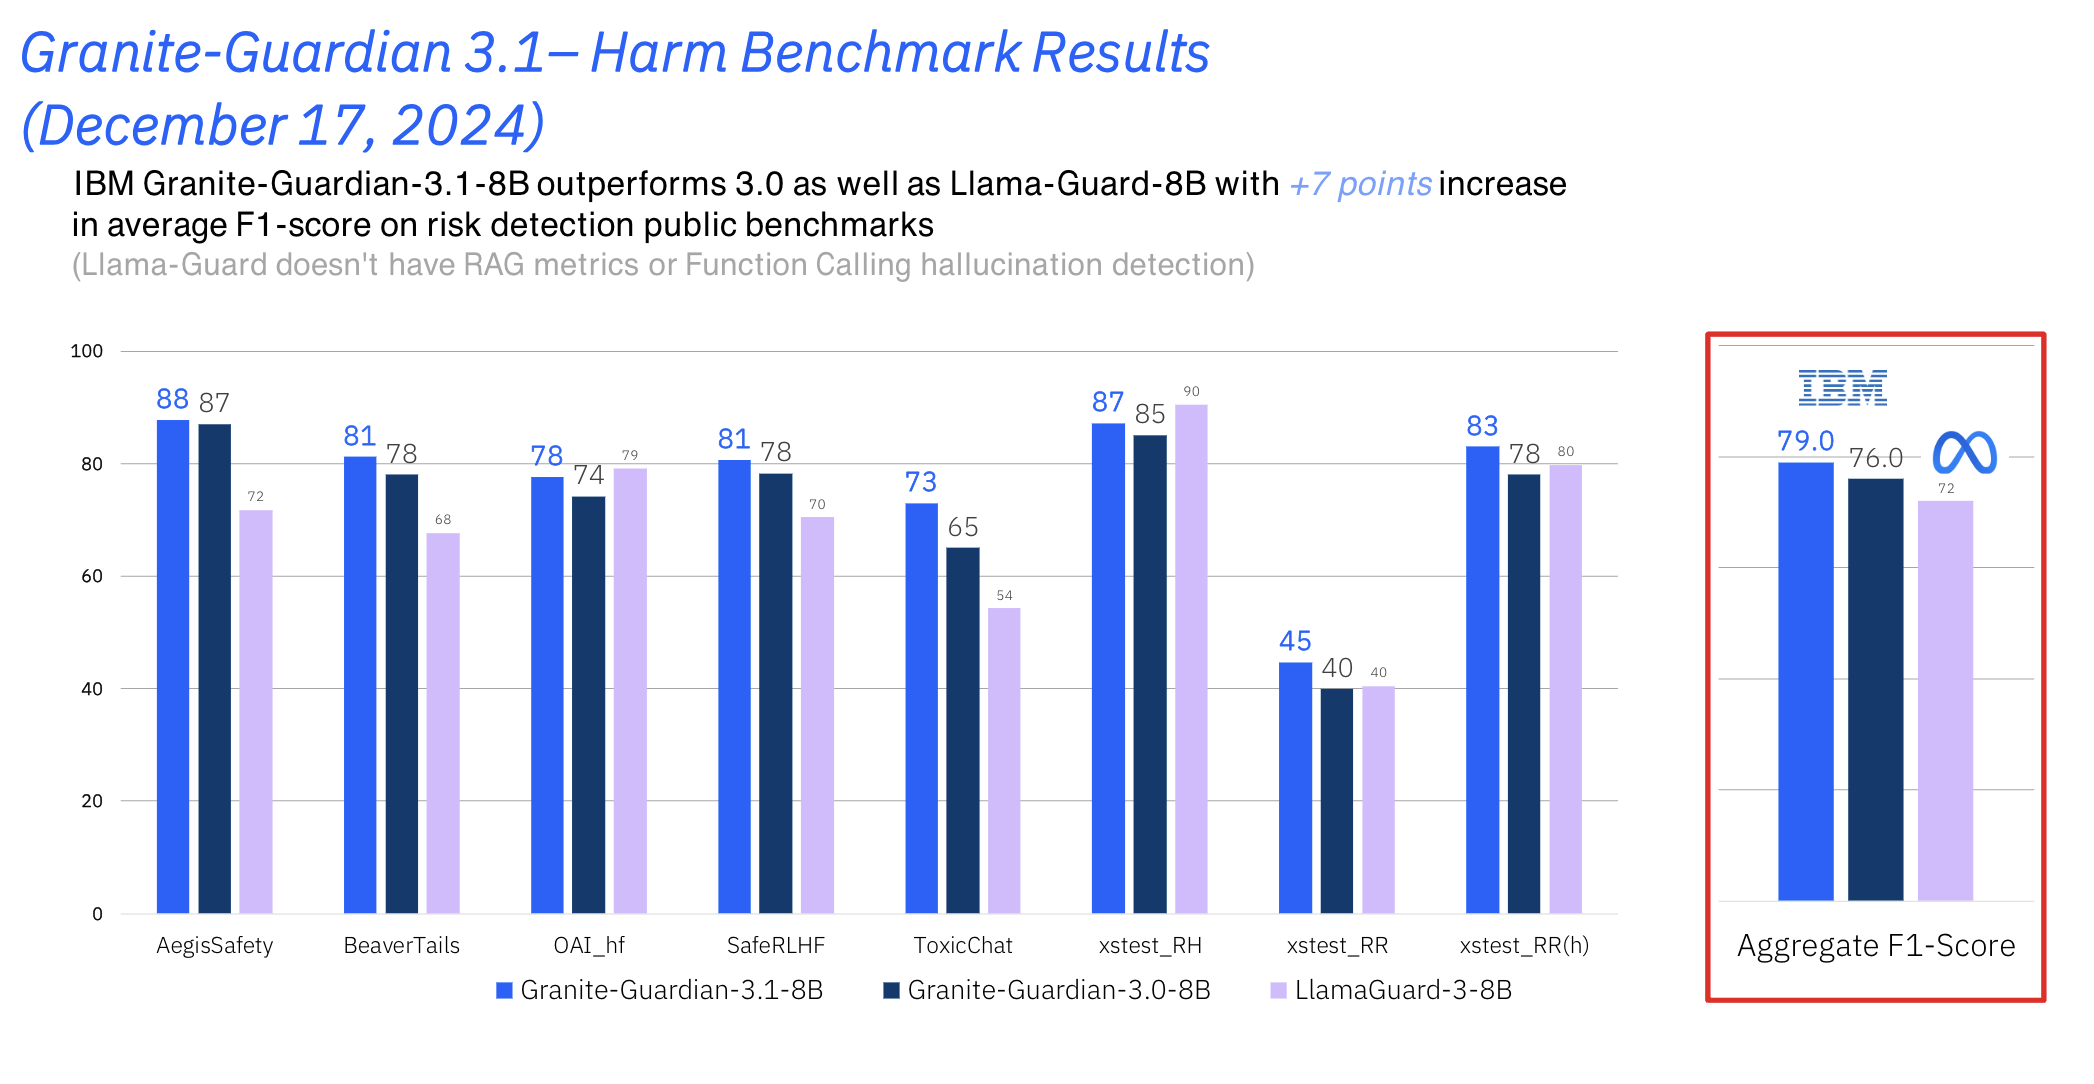 Granite-Guardian 3.1– Harm Benchmark Results
(December 17, 2024)
IBM Granite-Guardian-3.1-8B outperforms 3.0 as well as Llama-Guard-8B with +7 points increase
in average F1-score on risk detection public benchmarks
(Llama-Guard doesn't have RAG metrics or Function Calling hallucination detection)
100
80
60
40
20
0
88 87 72
81 78 68
78 74 79
81 78 70
73 65 54
87 85 90
45 40 40
83 78 80
AegisSafety BeaverTails OAI_hf SafeRLHF ToxicChat xstest_RH xstest_RR xstest_RR(h)
Granite-Guardian-3.1-8B Granite-Guardian-3.0-8B LlamaGuard-3-8B
IBM
79.0 76.0 72
Aggregate F1-Score